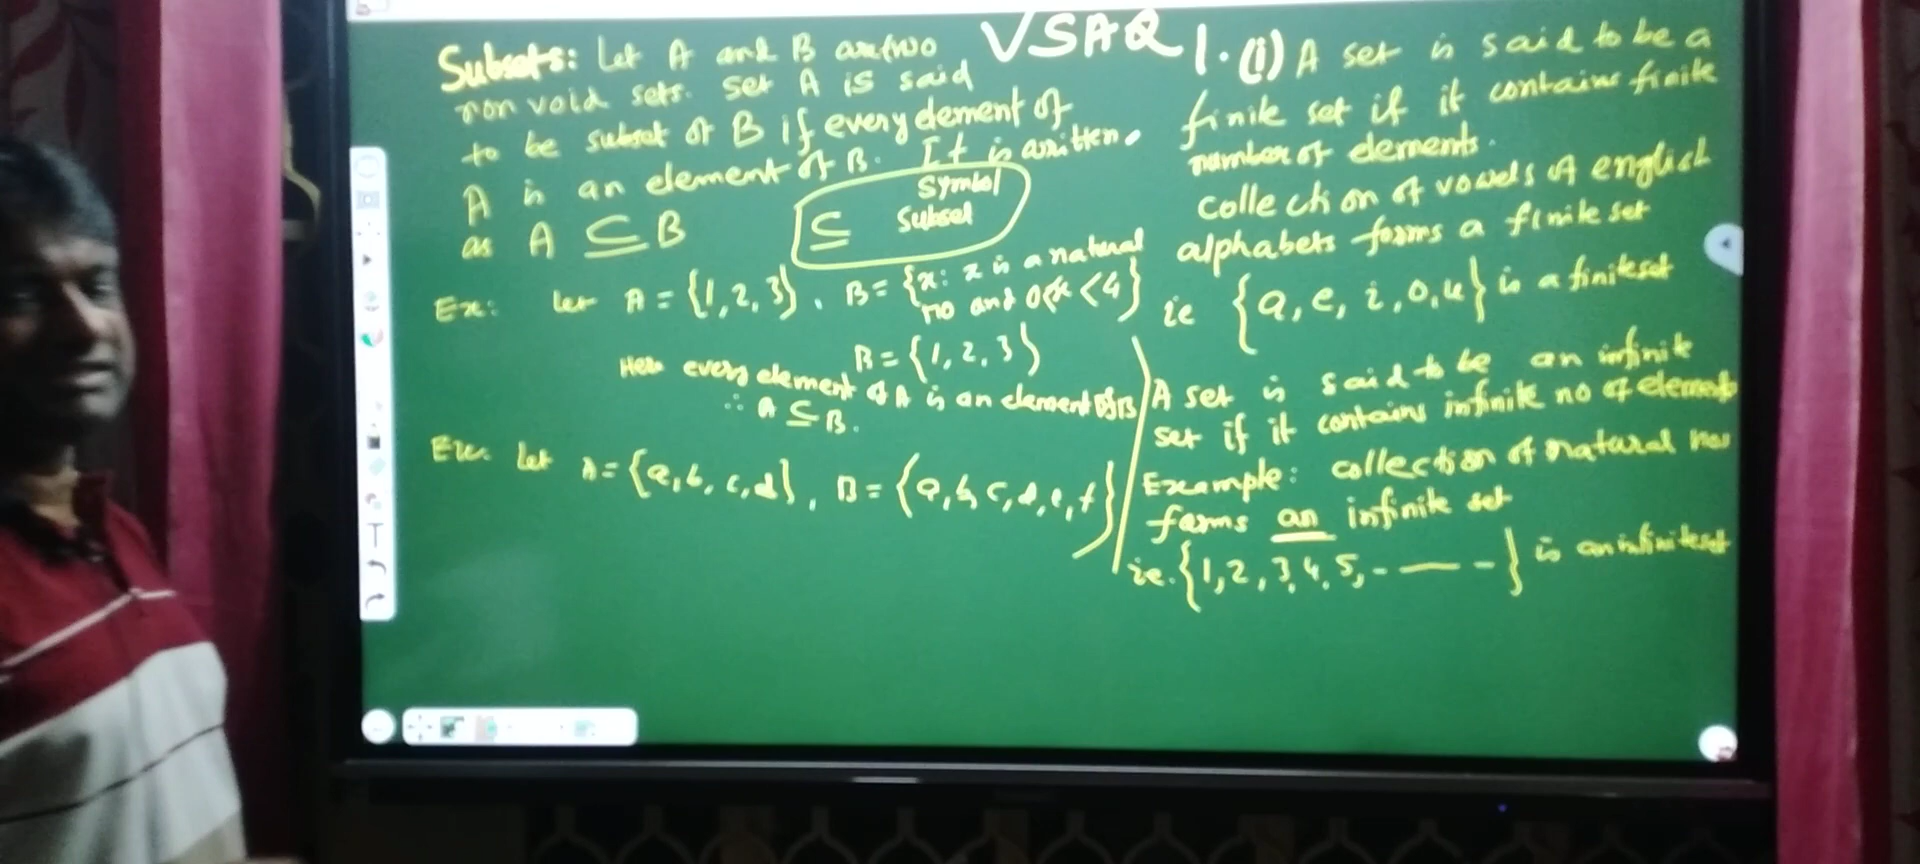 Subsets: Let A and B are two
non void sets. Set A is said
to be subset of B if every element of
A is an element of B. It is written
as A ⊆ B
⊆ Symbol
Subset
Ex: Let A = {1, 2, 3}, B = {x: x is a natural
no and 0<x<4}
B = {1, 2, 3}
Here every element of A is an element of B
∴ A ⊆ B.
Ex: Let A = {a, b, c, d}, B = {a, b, c, d, e, f}
VSAQ 1. (i) A set is said to be a
finite set if it contains finite
number of elements.
collection of vowels of english
alphabets forms a finite set
ie {a, e, i, o, u} is a finite set
A set is said to be an infinite
set if it contains infinite no of elements
Example: collection of natural nos
forms an infinite set
ie. {1, 2, 3, 4, 5, - — -} is an infinite set
T